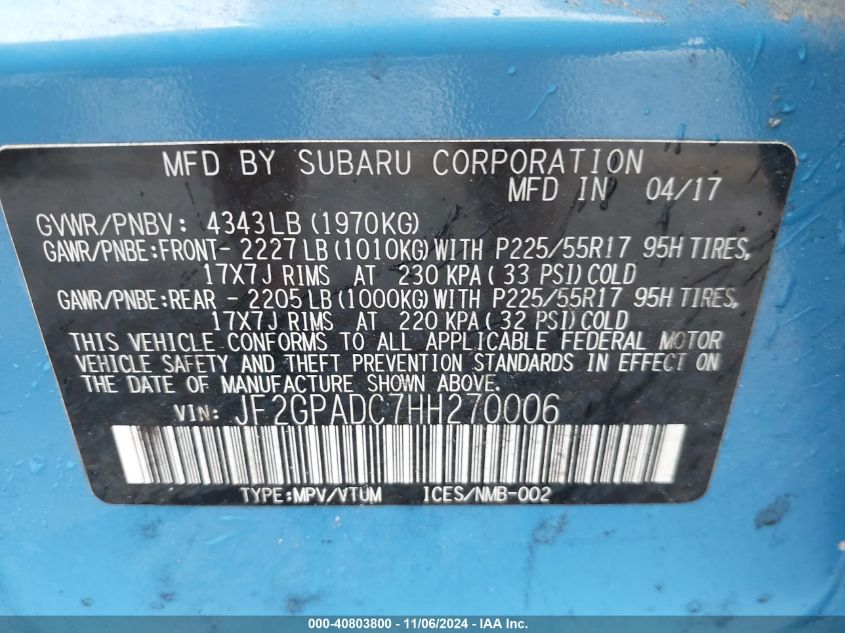 MFD BY SUBARU CORPORATION
MFD IN 04/17
GVWR/PNBV: 4343LB(1970KG)
GAWR/PNBE:FRONT- 2227LB(1010KG)WITH P225/55R17 95H TIRES,
17X7J RIMS AT 230 KPA( 33 PSI)COLD
GAWR/PNBE:REAR - 2205LB(1000KG)WITH P225/55R17 95H TIRES,
17X7J RIMS AT 220 KPA( 32 PSI)COLD
THIS VEHICLE CONFORMS TO ALL APPLICABLE FEDERAL MOTOR
VEHICLE SAFETY AND THEFT PREVENTION STANDARDS IN EFFECT ON
THE DATE OF MANUFACTURE SHOWN ABOVE.
VIN: JF2GPADC7HH270006
TYPE:MPV/VTUM ICES/NMB-002
000-40803800 - 11/06/2024 - IAA, Inc.